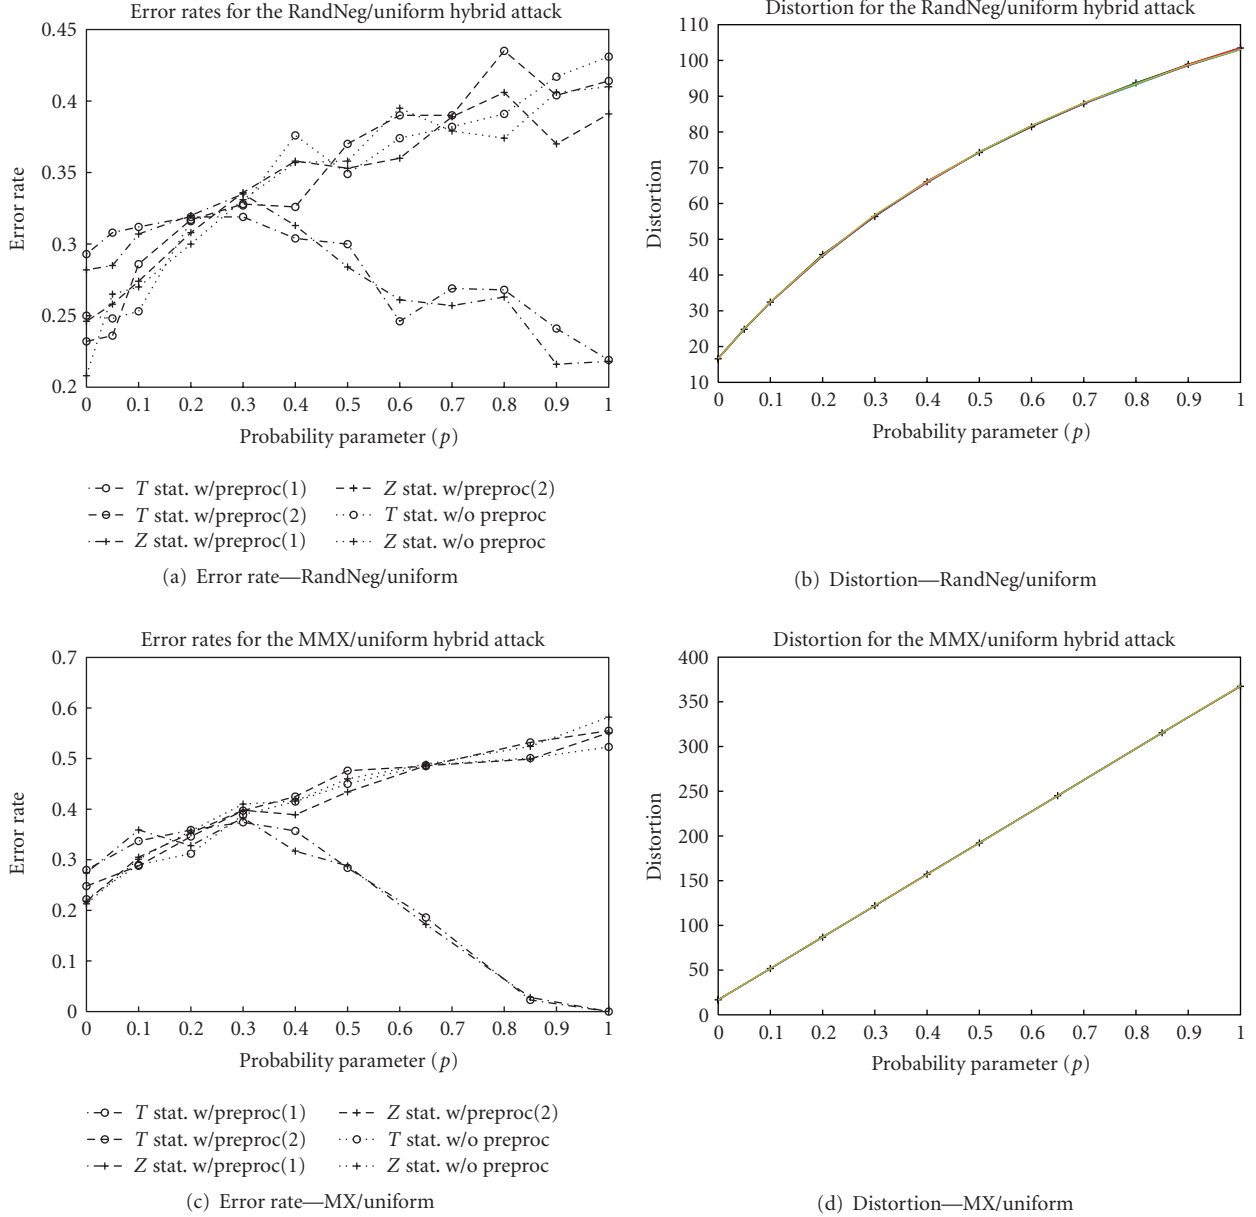 Error rates for the RandNeg/uniform hybrid attack
0.45
0.4
0.35
0.3
0.25
0.2
Error rate
0 0.1 0.2 0.3 0.4 0.5 0.6 0.7 0.8 0.9 1
Probability parameter (p)
T stat. w/preproc(1)
T stat. w/preproc(2)
Z stat. w/preproc(1)
Z stat. w/preproc(2)
T stat. w/o preproc
Z stat. w/o preproc
(a) Error rate—RandNeg/uniform
Distortion for the RandNeg/uniform hybrid attack
110
100
90
80
70
60
50
40
30
20
10
Distortion
0 0.1 0.2 0.3 0.4 0.5 0.6 0.7 0.8 0.9 1
Probability parameter (p)
(b) Distortion—RandNeg/uniform
Error rates for the MMX/uniform hybrid attack
0.7
0.6
0.5
0.4
0.3
0.2
0.1
0
Error rate
0 0.1 0.2 0.3 0.4 0.5 0.6 0.7 0.8 0.9 1
Probability parameter (p)
T stat. w/preproc(1)
T stat. w/preproc(2)
Z stat. w/preproc(1)
Z stat. w/preproc(2)
T stat. w/o preproc
Z stat. w/o preproc
(c) Error rate—MX/uniform
Distortion for the MMX/uniform hybrid attack
400
350
300
250
200
150
100
50
0
Distortion
0 0.1 0.2 0.3 0.4 0.5 0.6 0.7 0.8 0.9 1
Probability parameter (p)
(d) Distortion—MX/uniform